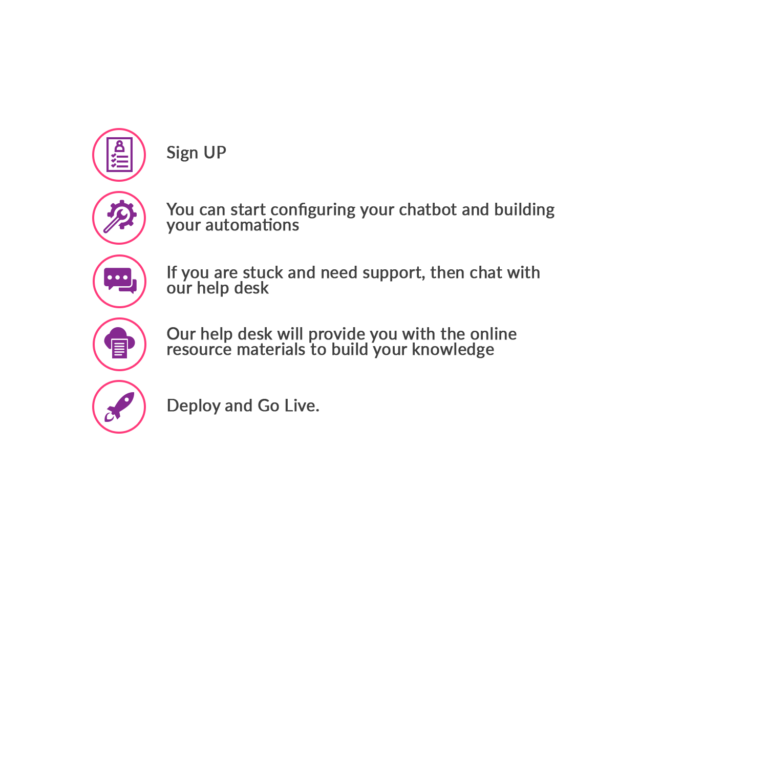 Sign UP
You can start configuring your chatbot and building
your automations
If you are stuck and need support, then chat with
our help desk
Our help desk will provide you with the online
resource materials to build your knowledge
Deploy and Go Live.